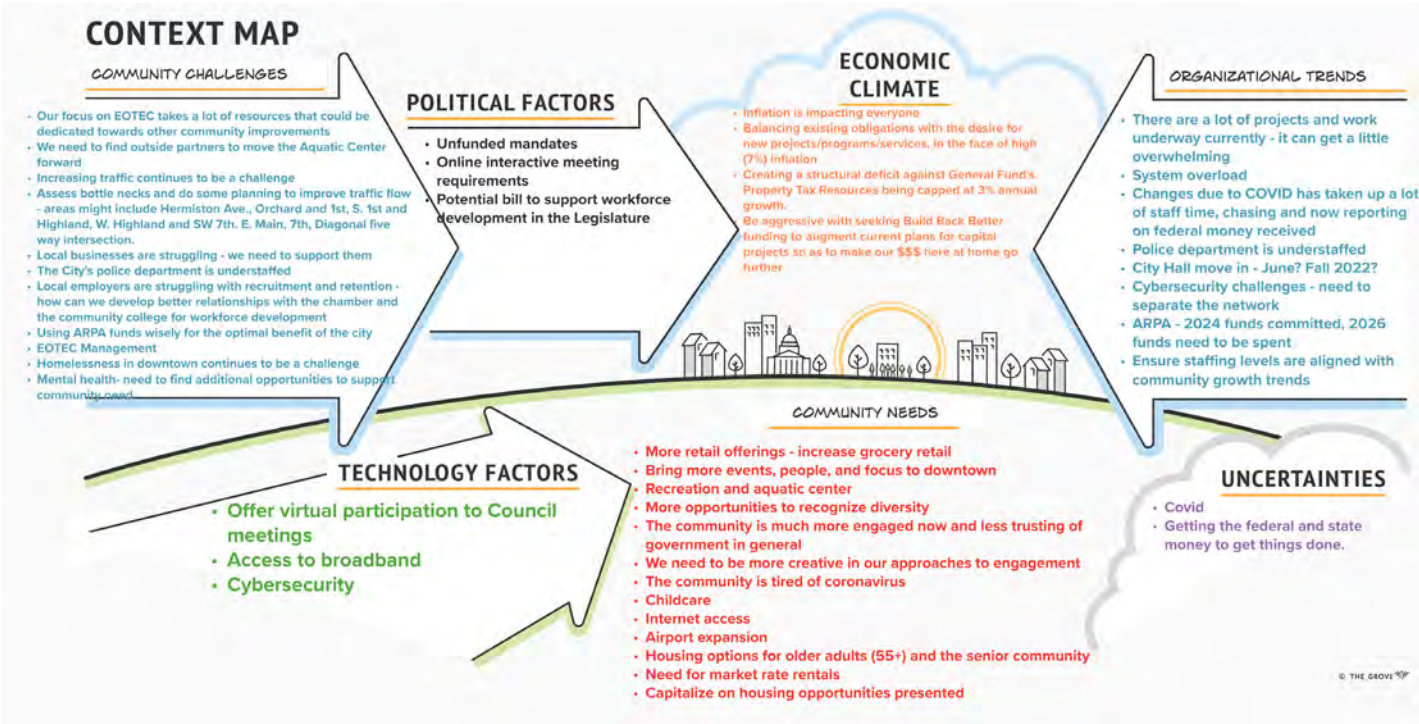 CONTEXT MAP
COMMUNITY CHALLENGES
• Our focus on EOTEC takes a lot of resources that could be
dedicated towards other community improvements
• We need to find outside partners to move the Aquatic Center
forward
• Increasing traffic continues to be a challenge
• Assess bottle necks and do some planning to improve traffic flow
- areas might include Hermiston Ave., Orchard and 1st, S. 1st and
Highland, W. Highland and SW 7th. E. Main, 7th, Diagonal five
way intersection.
• Local businesses are struggling - we need to support them
• The City's police department is understaffed
• Local employers are struggling with recruitment and retention -
how can we develop better relationships with the chamber and
the community college for workforce development
• Using ARPA funds wisely for the optimal benefit of the city
• EOTEC Management
• Homelessness in downtown continues to be a challenge
• Mental health- need to find additional opportunities to support
community need
POLITICAL FACTORS
• Unfunded mandates
• Online interactive meeting
requirements
• Potential bill to support workforce
development in the Legislature
ECONOMIC
CLIMATE
• Inflation is impacting everyone
• Balancing existing obligations with the desire for
new projects/programs/services, in the face of high
(7%) inflation
• Creating a structural deficit against General Fund's
Property Tax Resources being capped at 3% annual
growth.
• Be aggressive with seeking Build Back Better
funding to augment current plans for capital
projects so as to make our $$$ here at home go
further
ORGANIZATIONAL TRENDS
• There are a lot of projects and work
underway currently - it can get a little
overwhelming
• System overload
• Changes due to COVID has taken up a lot
of staff time, chasing and now reporting
on federal money received
• Police department is understaffed
• City Hall move in - June? Fall 2022?
• Cybersecurity challenges - need to
separate the network
• ARPA - 2024 funds committed, 2026
funds need to be spent
• Ensure staffing levels are aligned with
community growth trends
TECHNOLOGY FACTORS
• Offer virtual participation to Council
meetings
• Access to broadband
• Cybersecurity
COMMUNITY NEEDS
• More retail offerings - increase grocery retail
• Bring more events, people, and focus to downtown
• Recreation and aquatic center
• More opportunities to recognize diversity
• The community is much more engaged now and less trusting of
government in general
• We need to be more creative in our approaches to engagement
• The community is tired of coronavirus
• Childcare
• Internet access
• Airport expansion
• Housing options for older adults (55+) and the senior community
• Need for market rate rentals
• Capitalize on housing opportunities presented
UNCERTAINTIES
• Covid
• Getting the federal and state
money to get things done.
© THE GROVE